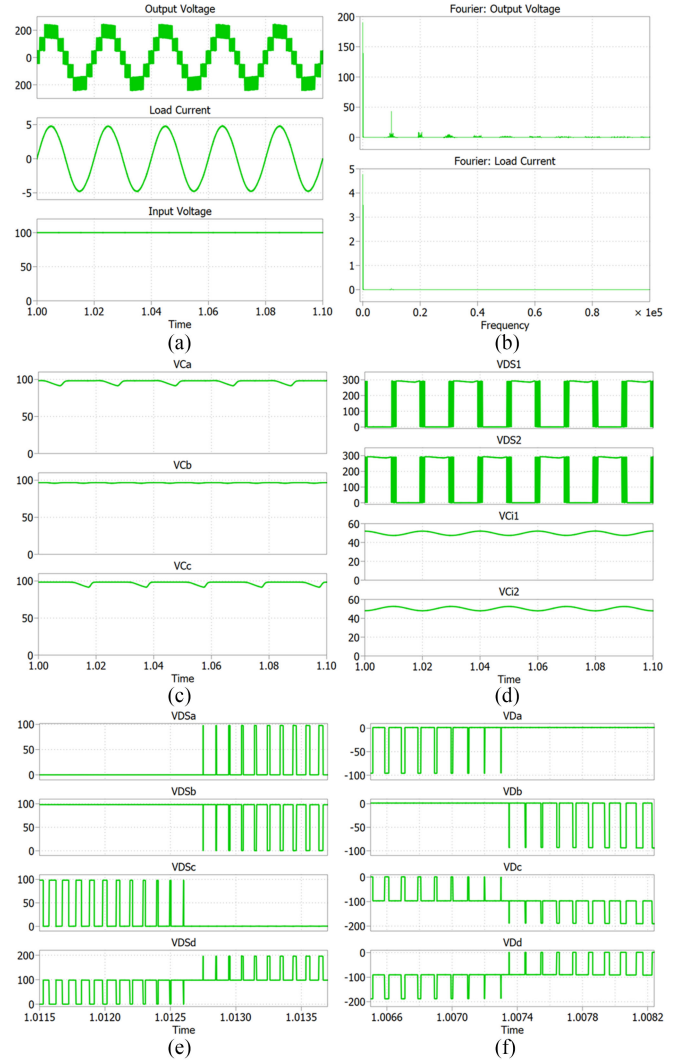 Output Voltage
200
0
200
Load Current
5
0
-5
Input Voltage
100
50
0
1.00 1.02 1.04 1.06 1.08 1.10
Time
(a)
Fourier: Output Voltage
200
150
100
50
0
Fourier: Load Current
5
4
3
2
1
0
0.0 0.2 0.4 0.6 0.8 × 1e5
Frequency
(b)
VCa
100
50
0
VCb
100
50
0
VCc
100
50
0
1.00 1.02 1.04 1.06 1.08 1.10
Time
(c)
VDS1
300
200
100
0
VDS2
300
200
100
0
VCi1
60
40
20
0
VCi2
60
40
20
0
1.00 1.02 1.04 1.06 1.08 1.10
Time
(d)
VDSa
100
50
0
VDSb
100
50
0
VDSc
100
50
0
VDSd
200
100
0
1.0115 1.0120 1.0125 1.0130 1.0135
Time
(e)
VDa
0
-50
-100
VDb
0
-50
-100
VDc
0
-100
-200
VDd
0
-100
-200
1.0066 1.0070 1.0074 1.0078 1.0082
Time
(f)